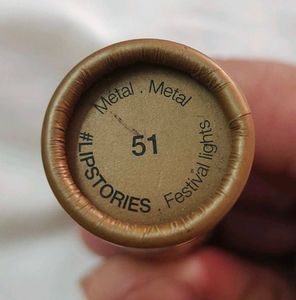 Métal . Metal
51
#LIPSTORIES
Festival lights